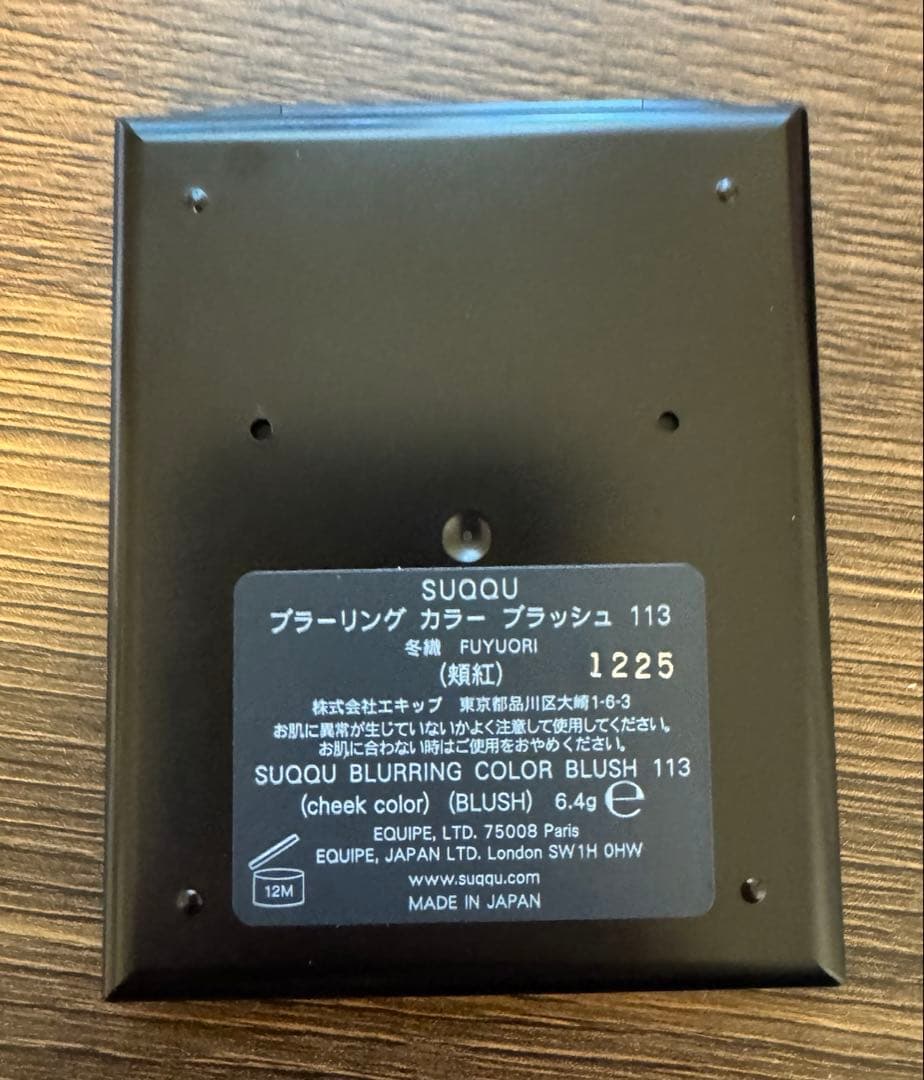 SUQQU
ブラーリング カラー ブラッシュ 113
冬織 FUYUORI
(頬紅) 1225
株式会社エキップ 東京都品川区大崎1-6-3
お肌に異常が生じていないかよく注意して使用してください。
お肌に合わない時はご使用をおやめください。
SUQQU BLURRING COLOR BLUSH 113
(cheek color) (BLUSH) 6.4g ℮
EQUIPE, LTD. 75008 Paris
EQUIPE, JAPAN LTD. London SW1H 0HW
12M
www.suqqu.com
MADE IN JAPAN